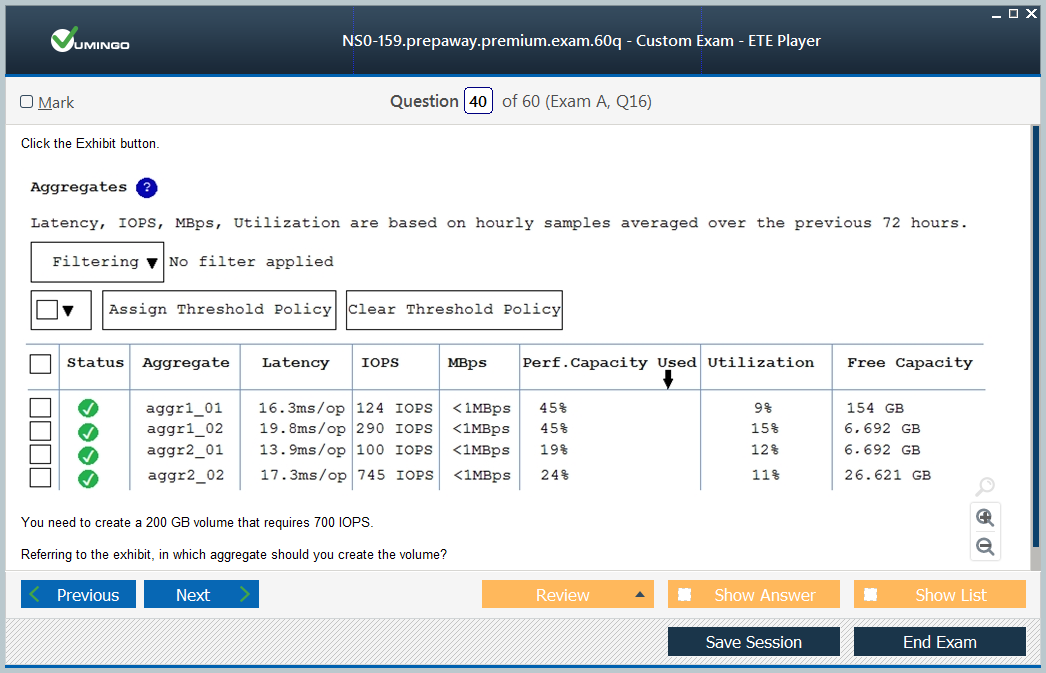 VUMINGO
NS0-159.prepaway.premium.exam.60q - Custom Exam - ETE Player
Mark
Question 40 of 60 (Exam A, Q16)
Click the Exhibit button.
Aggregates ?
Latency, IOPS, MBps, Utilization are based on hourly samples averaged over the previous 72 hours.
Filtering ▼ No filter applied
▼ Assign Threshold Policy Clear Threshold Policy
Status Aggregate Latency IOPS MBps Perf.Capacity Used Utilization Free Capacity
aggr1_01 16.3ms/op 124 IOPS <1MBps 45% 9% 154 GB
aggr1_02 19.8ms/op 290 IOPS <1MBps 45% 15% 6,692 GB
aggr2_01 13.9ms/op 100 IOPS <1MBps 19% 12% 6.692 GB
aggr2_02 17.3ms/op 745 IOPS <1MBps 24% 11% 26.621 GB
You need to create a 200 GB volume that requires 700 IOPS.
Referring to the exhibit, in which aggregate should you create the volume?
Previous Next Review Show Answer Show List
Save Session End Exam